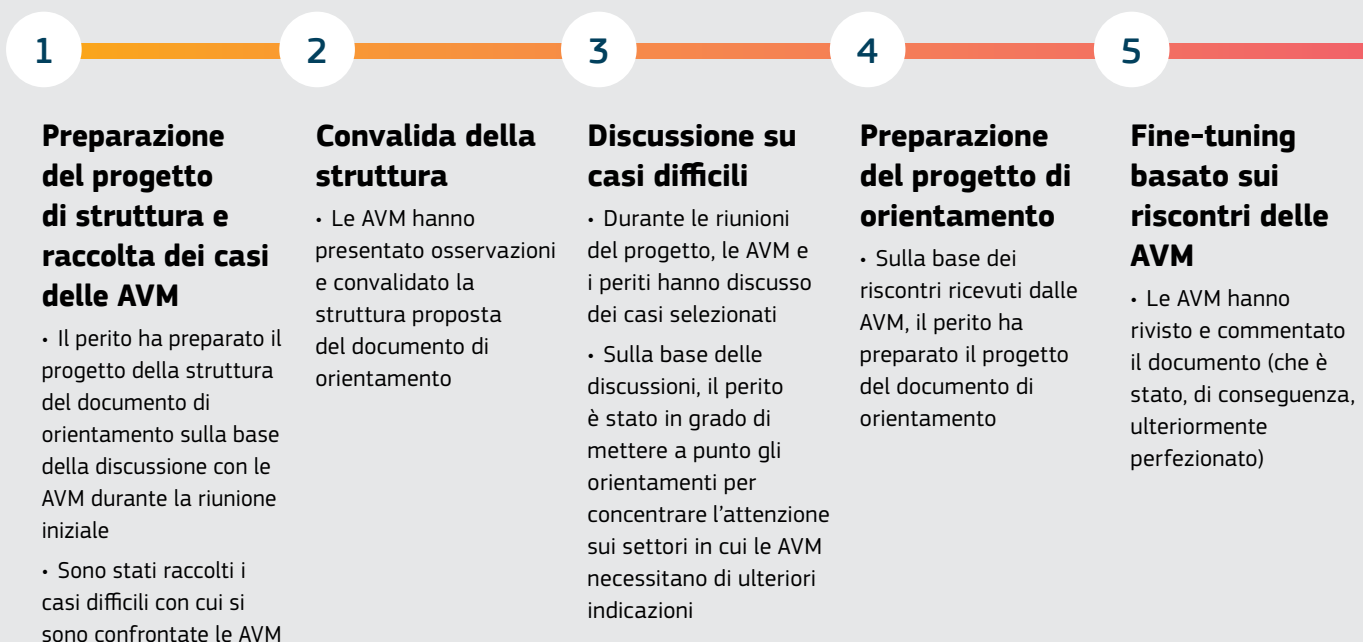 1
Preparazione
del progetto
di struttura e
raccolta dei casi
delle AVM
• Il perito ha preparato il
progetto della struttura
del documento di
orientamento sulla base
della discussione con le
AVM durante la riunione
iniziale
• Sono stati raccolti i
casi difficili con cui si
sono confrontate le AVM
2
Convalida della
struttura
• Le AVM hanno
presentato osservazioni
e convalidato la
struttura proposta
del documento di
orientamento
3
Discussione su
casi difficili
• Durante le riunioni
del progetto, le AVM e
i periti hanno discusso
dei casi selezionati
• Sulla base delle
discussioni, il perito
è stato in grado di
mettere a punto gli
orientamenti per
concentrare l'attenzione
sui settori in cui le AVM
necessitano di ulteriori
indicazioni
4
Preparazione
del progetto di
orientamento
• Sulla base dei
riscontri ricevuti dalle
AVM, il perito ha
preparato il progetto
del documento di
orientamento
5
Fine-tuning
basato sui
riscontri delle
AVM
• Le AVM hanno
rivisto e commentato
il documento (che è
stato, di conseguenza,
ulteriormente
perfezionato)